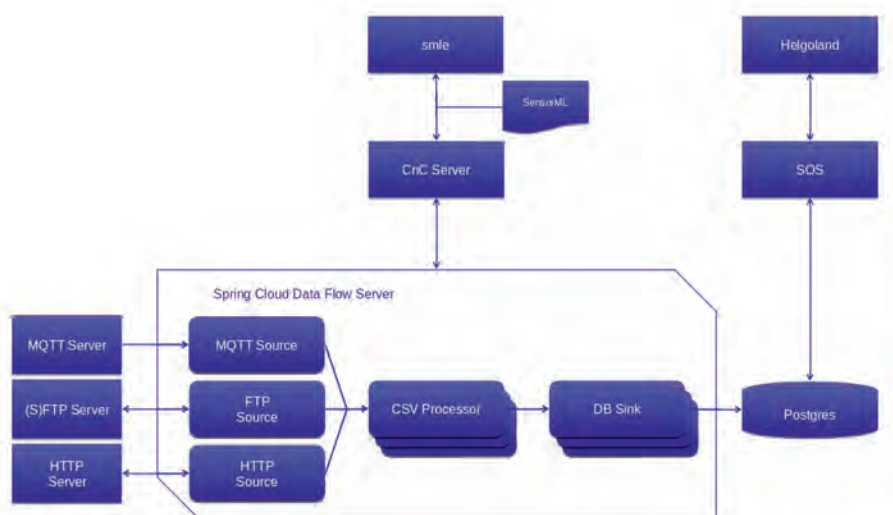 smle
Helgoland
SensorML
CnC Server
SOS
Spring Cloud Data Flow Server
MQTT Server
MQTT Source
(S)FTP Server
FTP
Source
CSV Processor
DB Sink
Postgres
HTTP
Server
HTTP
Source